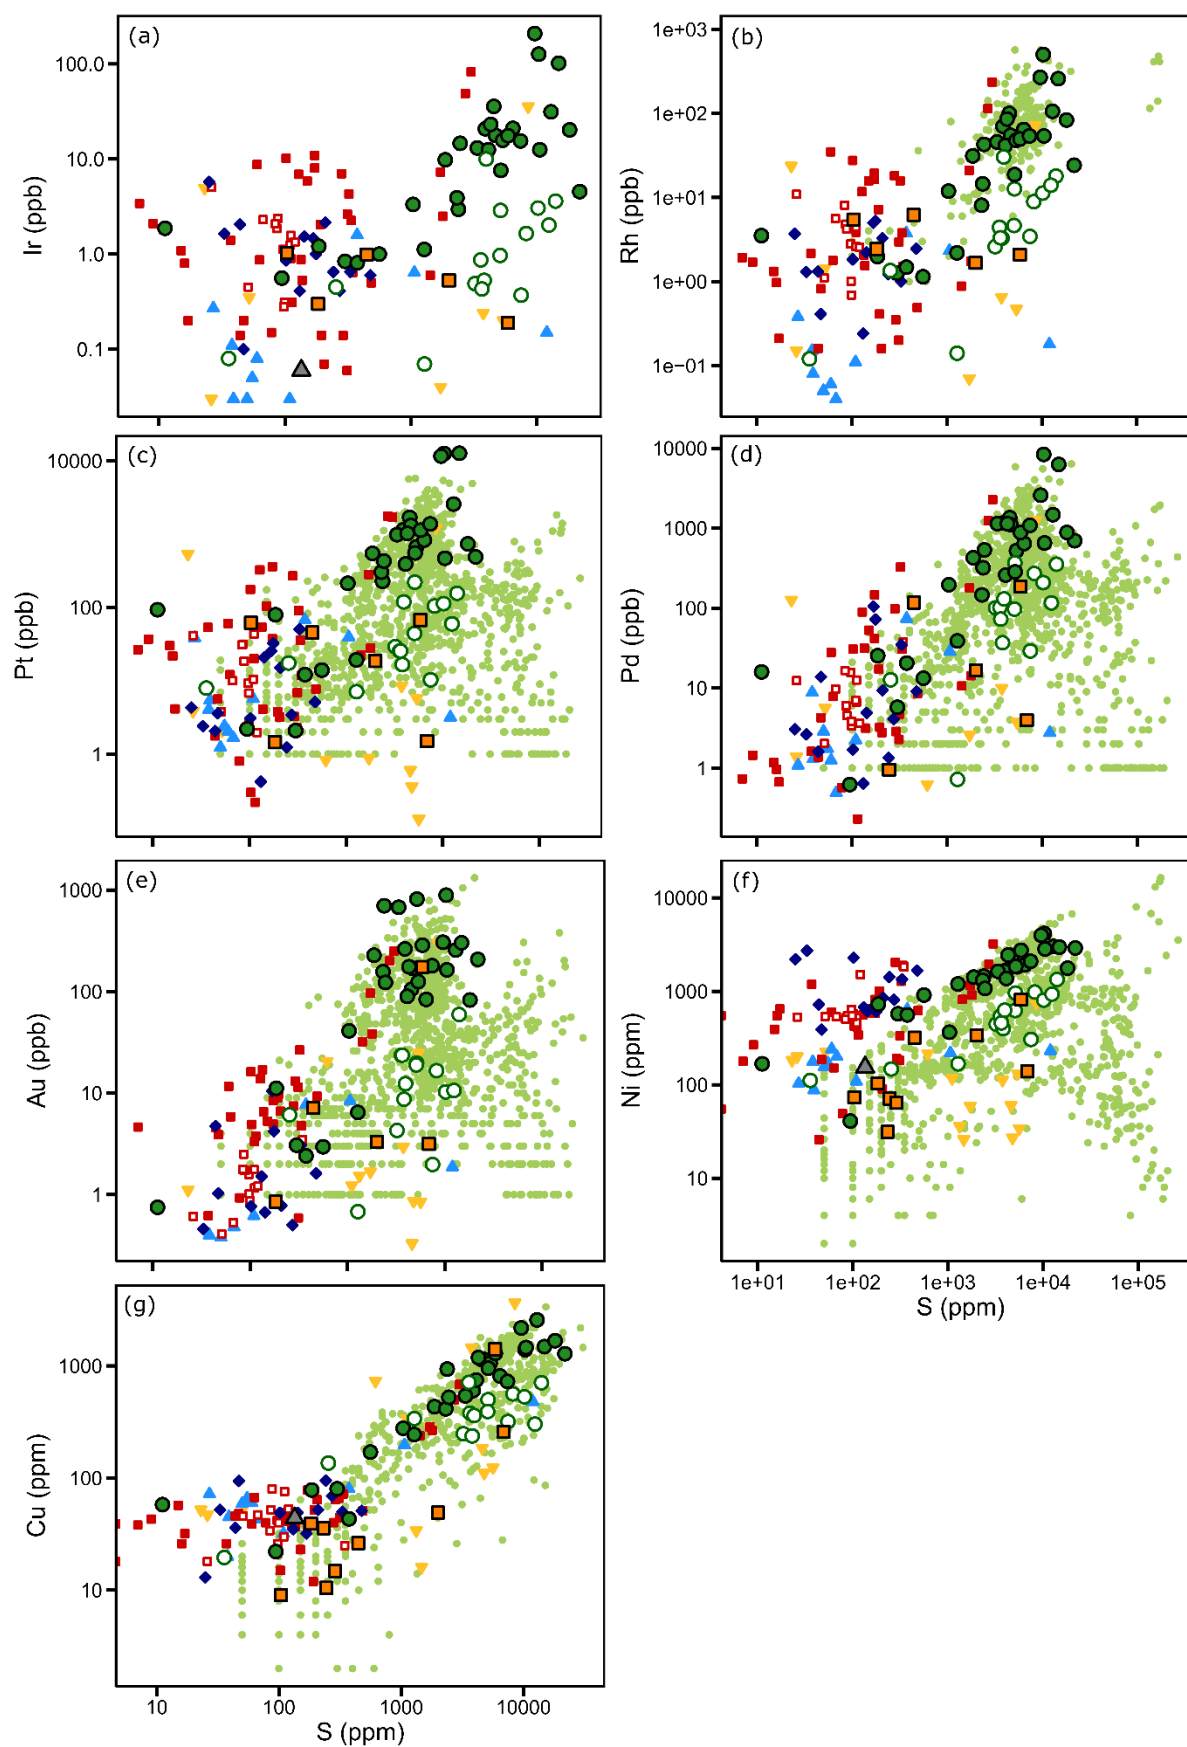 (a)
100.0
10.0
1.0
0.1
Ir (ppb)
(b)
1e+03
1e+02
1e+01
1e+00
1e−01
Rh (ppb)
(c)
10000
100
1
Pt (ppb)
(d)
10000
1000
100
10
1
Pd (ppb)
(e)
1000
100
10
1
Au (ppb)
(f)
10000
1000
100
10
Ni (ppm)
1e+01 1e+02 1e+03 1e+04 1e+05
S (ppm)
(g)
1000
100
10
Cu (ppm)
10 100 1000 10000
S (ppm)